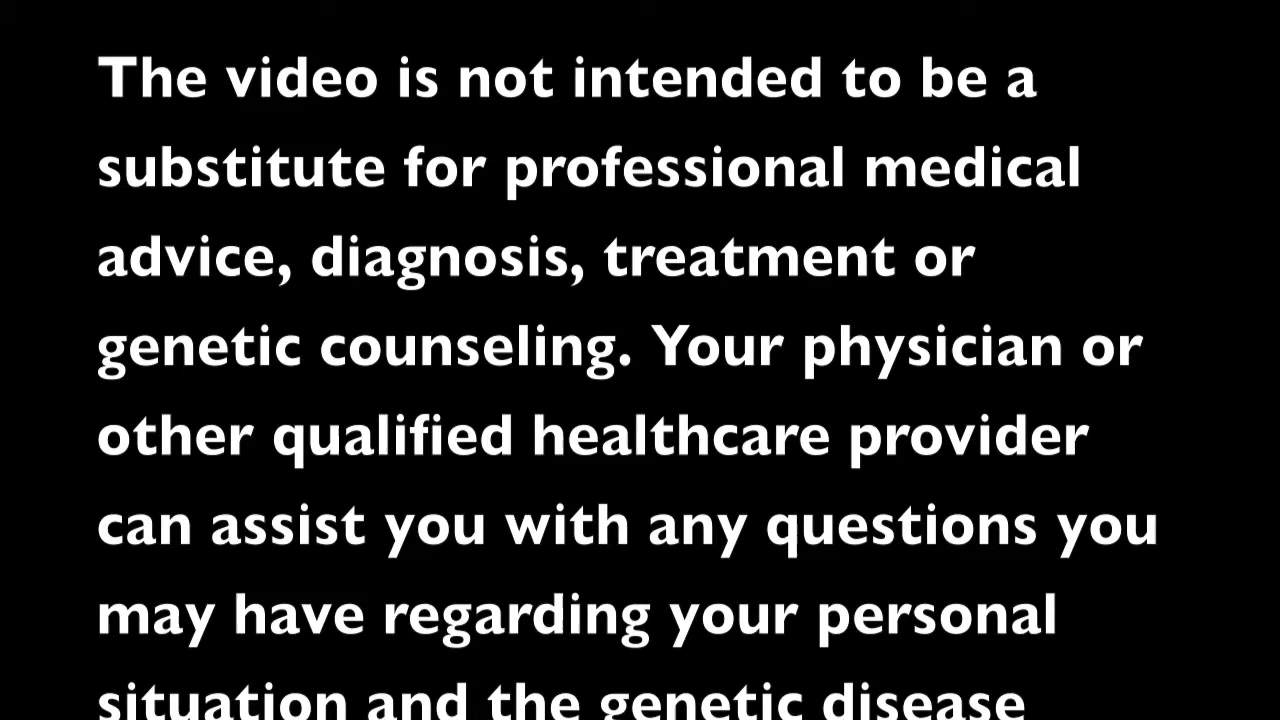 The video is not intended to be a
substitute for professional medical
advice, diagnosis, treatment or
genetic counseling. Your physician or
other qualified healthcare provider
can assist you with any questions you
may have regarding your personal
situation and the genetic disease